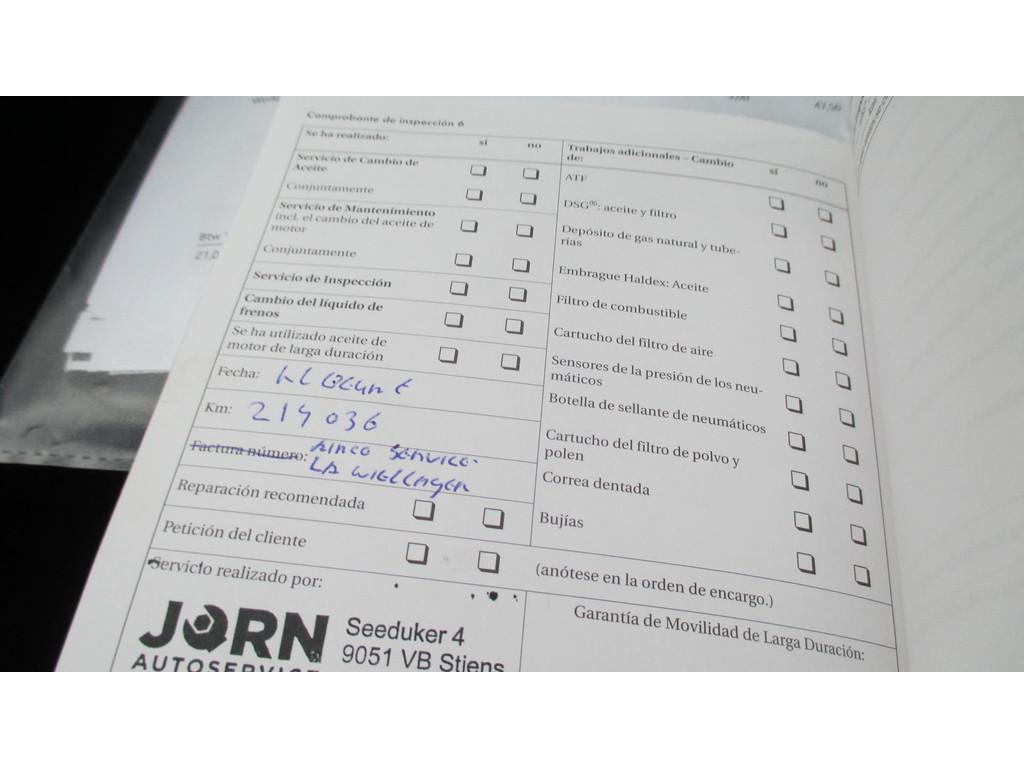 Comprobante de inspección 6
Se ha realizado: sí no
Servicio de Cambio de
Aceite
Conjuntamente
Servicio de Mantenimiento
incl. el cambio del aceite de
motor
Conjuntamente
Servicio de Inspección
Cambio del líquido de
frenos
Se ha utilizado aceite de
motor de larga duración
Fecha:
Km: 214036
Factura número:
Reparación recomendada
Petición del cliente
Servicio realizado por:
JORN
AUTOSERVICE
Seeduker 4
9051 VB Stiens
Trabajos adicionales – Cambio
de: sí no
ATF
DSG®: aceite y filtro
Depósito de gas natural y tube-
rías
Embrague Haldex: Aceite
Filtro de combustible
Cartucho del filtro de aire
Sensores de la presión de los neu-
máticos
Botella de sellante de neumáticos
Cartucho del filtro de polvo y
polen
Correa dentada
Bujías
(anótese en la orden de encargo.)
Garantía de Movilidad de Larga Duración:
Btw
21,0